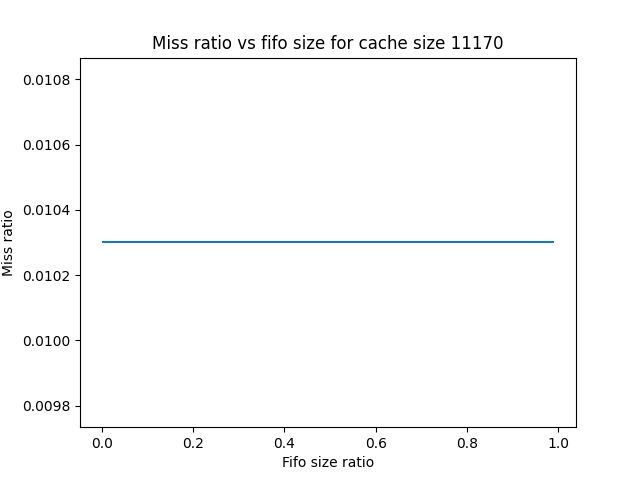 Miss ratio vs fifo size for cache size 11170
0.0108
0.0106
0.0104
0.0102
0.0100
0.0098
Miss ratio
0.0 0.2 0.4 0.6 0.8 1.0
Fifo size ratio